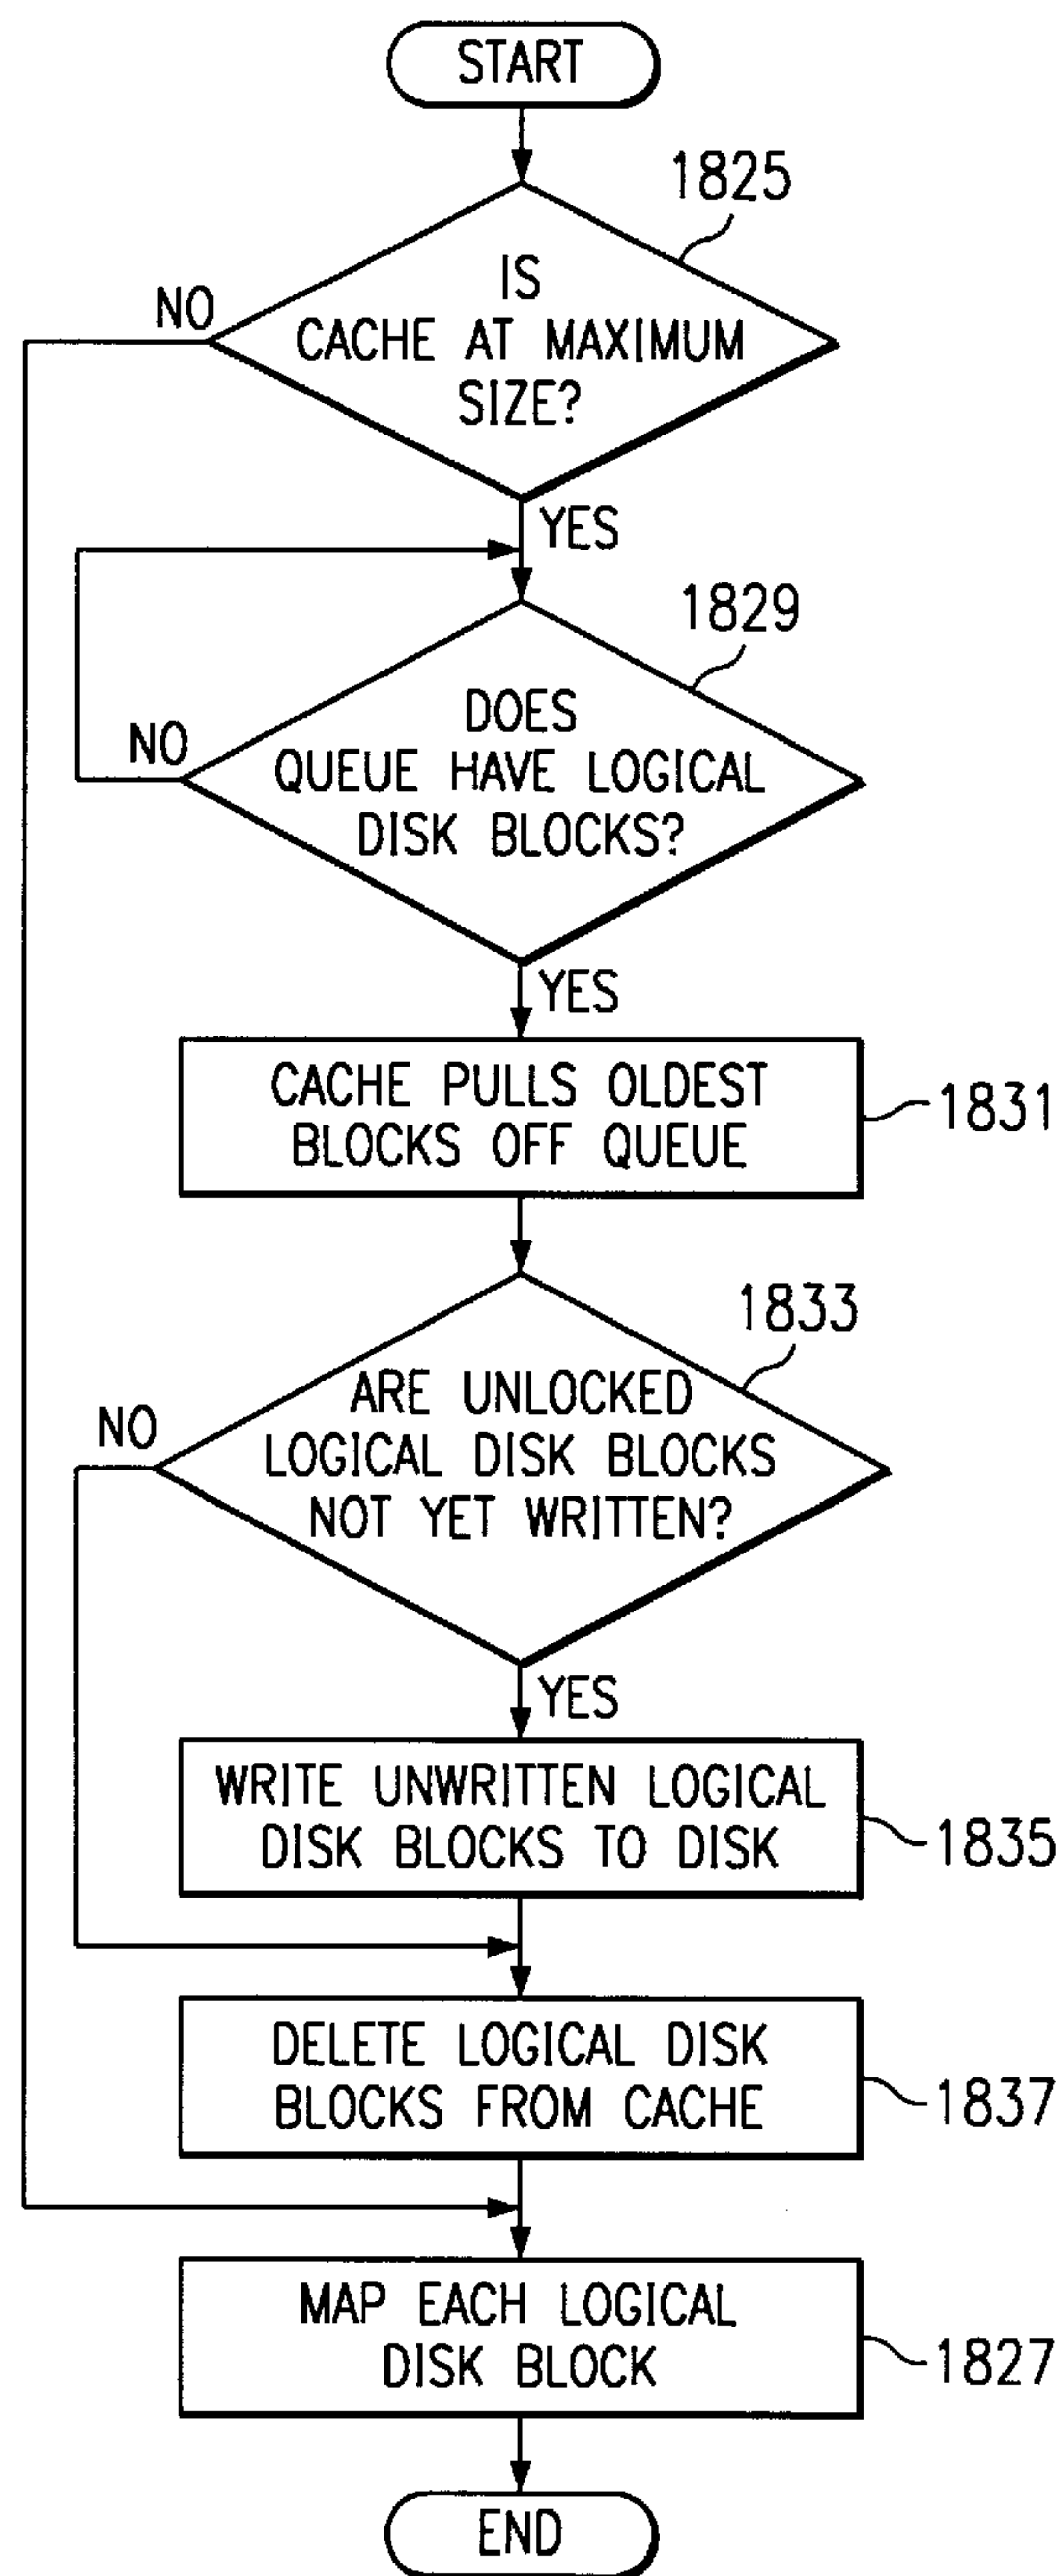 START
1825
IS
CACHE AT MAXIMUM
SIZE?
NO
YES
1829
DOES
QUEUE HAVE LOGICAL
DISK BLOCKS?
NO
YES
CACHE PULLS OLDEST
BLOCKS OFF QUEUE
1831
1833
ARE UNLOCKED
LOGICAL DISK BLOCKS
NOT YET WRITTEN?
NO
YES
WRITE UNWRITTEN LOGICAL
DISK BLOCKS TO DISK
1835
DELETE LOGICAL DISK
BLOCKS FROM CACHE
1837
MAP EACH LOGICAL
DISK BLOCK
1827
END